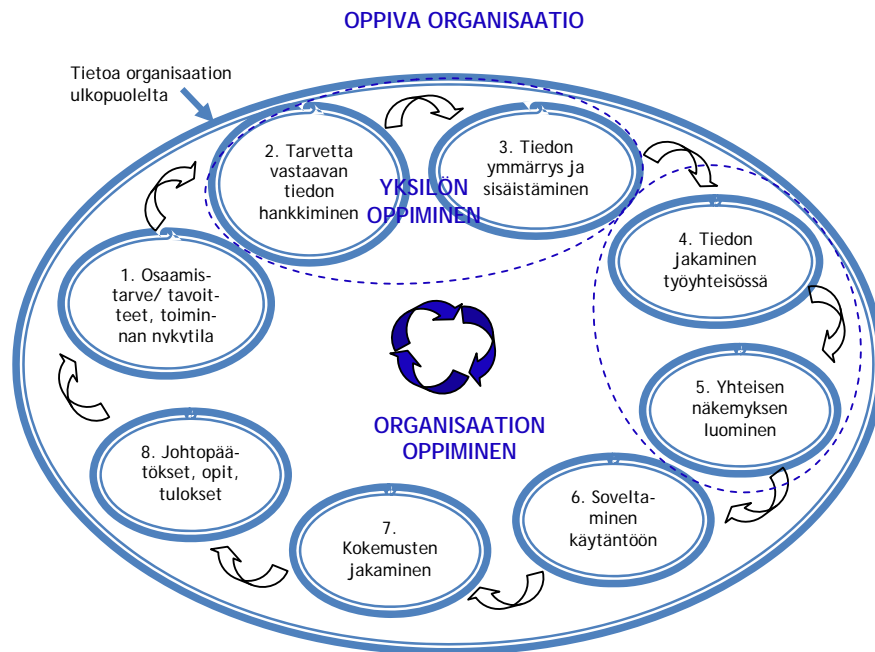 OPPIVA ORGANISAATIO
Tietoa organisaation
ulkopuolelta
2. Tarvetta
vastaavan
tiedon
hankkiminen
3. Tiedon
ymmärrys ja
sisäistäminen
YKSILÖN
OPPIMINEN
4. Tiedon
jakaminen
työyhteisössä
1. Osaamis-
tarve/ tavoit-
teet, toimin-
nan nykytila
5. Yhteisen
näkemyksen
luominen
ORGANISAATION
OPPIMINEN
8. Johtopää-
tökset, opit,
tulokset
6. Sovelta-
minen
käytäntöön
7.
Kokemusten
jakaminen